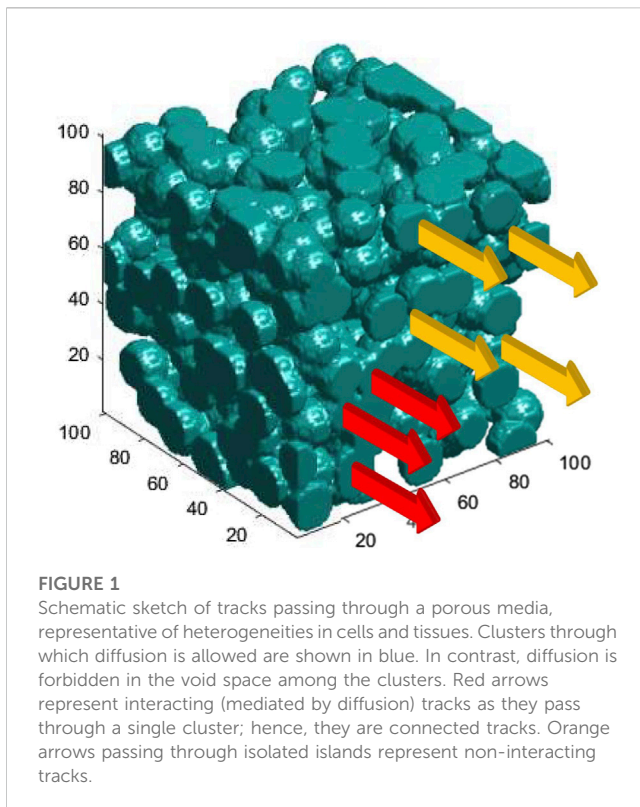 100
80
60
40
20
100
80
60
40
20
20
40
60
80
100
FIGURE 1
Schematic sketch of tracks passing through a porous media,
representative of heterogeneities in cells and tissues. Clusters through
which diffusion is allowed are shown in blue. In contrast, diffusion is
forbidden in the void space among the clusters. Red arrows
represent interacting (mediated by diffusion) tracks as they pass
through a single cluster; hence, they are connected tracks. Orange
arrows passing through isolated islands represent non-interacting
tracks.